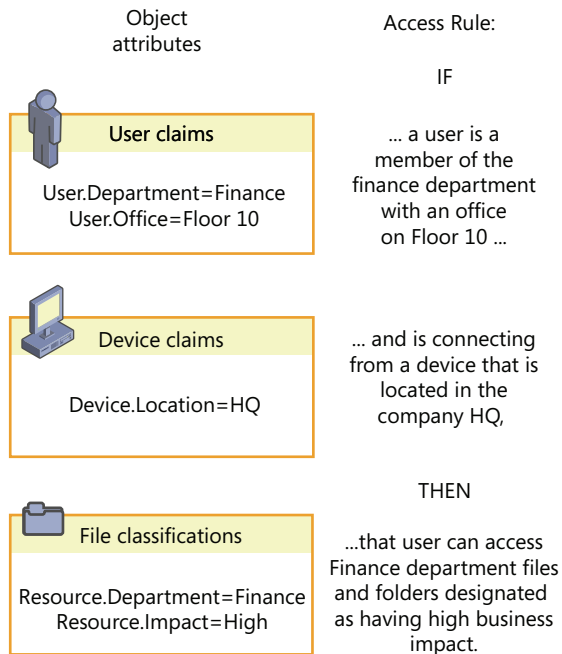 Object
attributes
Access Rule:
IF
User claims
User.Department=Finance
User.Office=Floor 10
... a user is a
member of the
finance department
with an office
on Floor 10 ...
Device claims
Device.Location=HQ
... and is connecting
from a device that is
located in the
company HQ,
THEN
File classifications
Resource.Department=Finance
Resource.Impact=High
...that user can access
Finance department files
and folders designated
as having high business
impact.